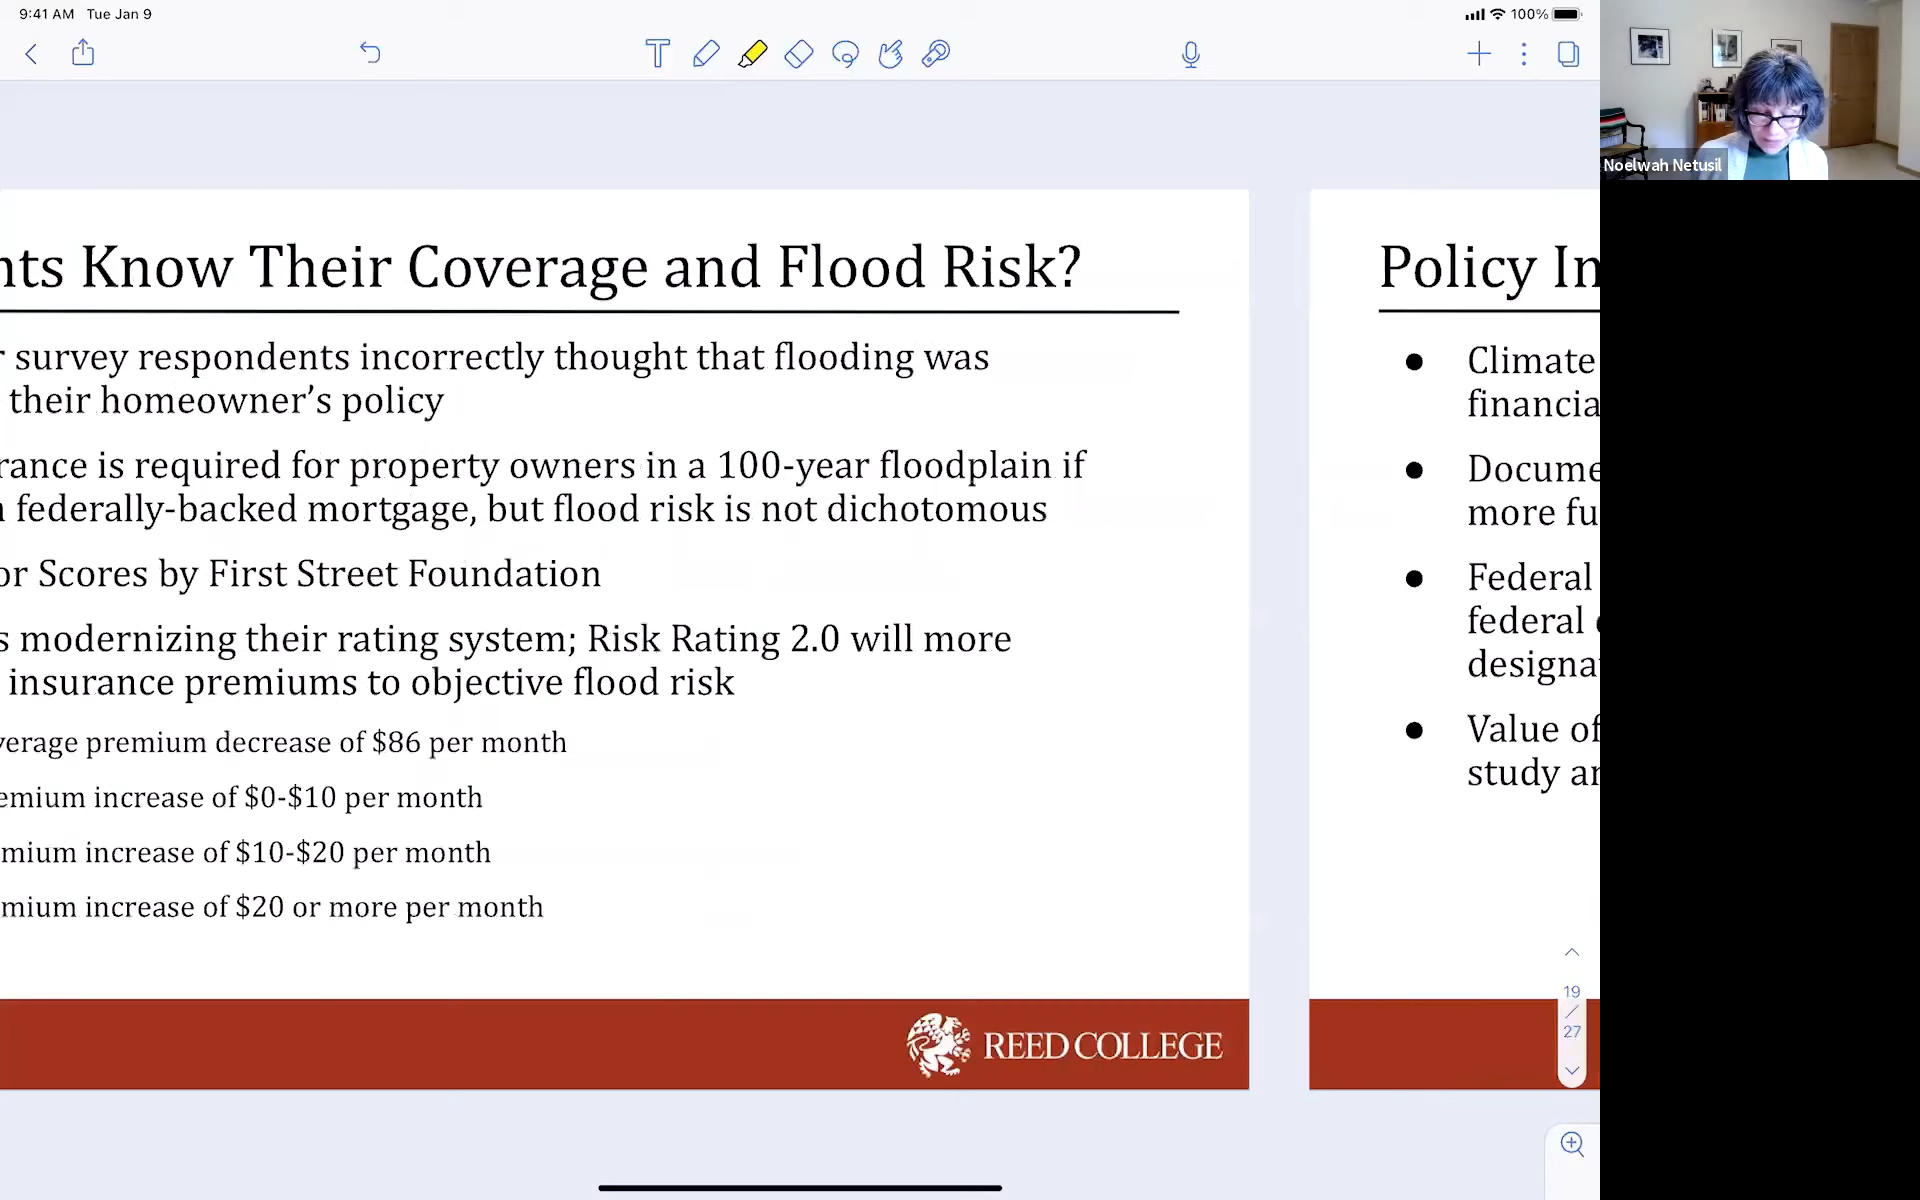 9:41 AM Tue Jan 9
100%
Noelwah Netusil
nts Know Their Coverage and Flood Risk?
r survey respondents incorrectly thought that flooding was
their homeowner’s policy
rance is required for property owners in a 100-year floodplain if
federally-backed mortgage, but flood risk is not dichotomous
or Scores by First Street Foundation
s modernizing their rating system; Risk Rating 2.0 will more
insurance premiums to objective flood risk
verage premium decrease of $86 per month
emium increase of $0-$10 per month
mium increase of $10-$20 per month
mium increase of $20 or more per month
REED COLLEGE
Policy In
● Climate
financia
● Docume
more fu
● Federal
federal
designa
● Value of
study an
19
/
27